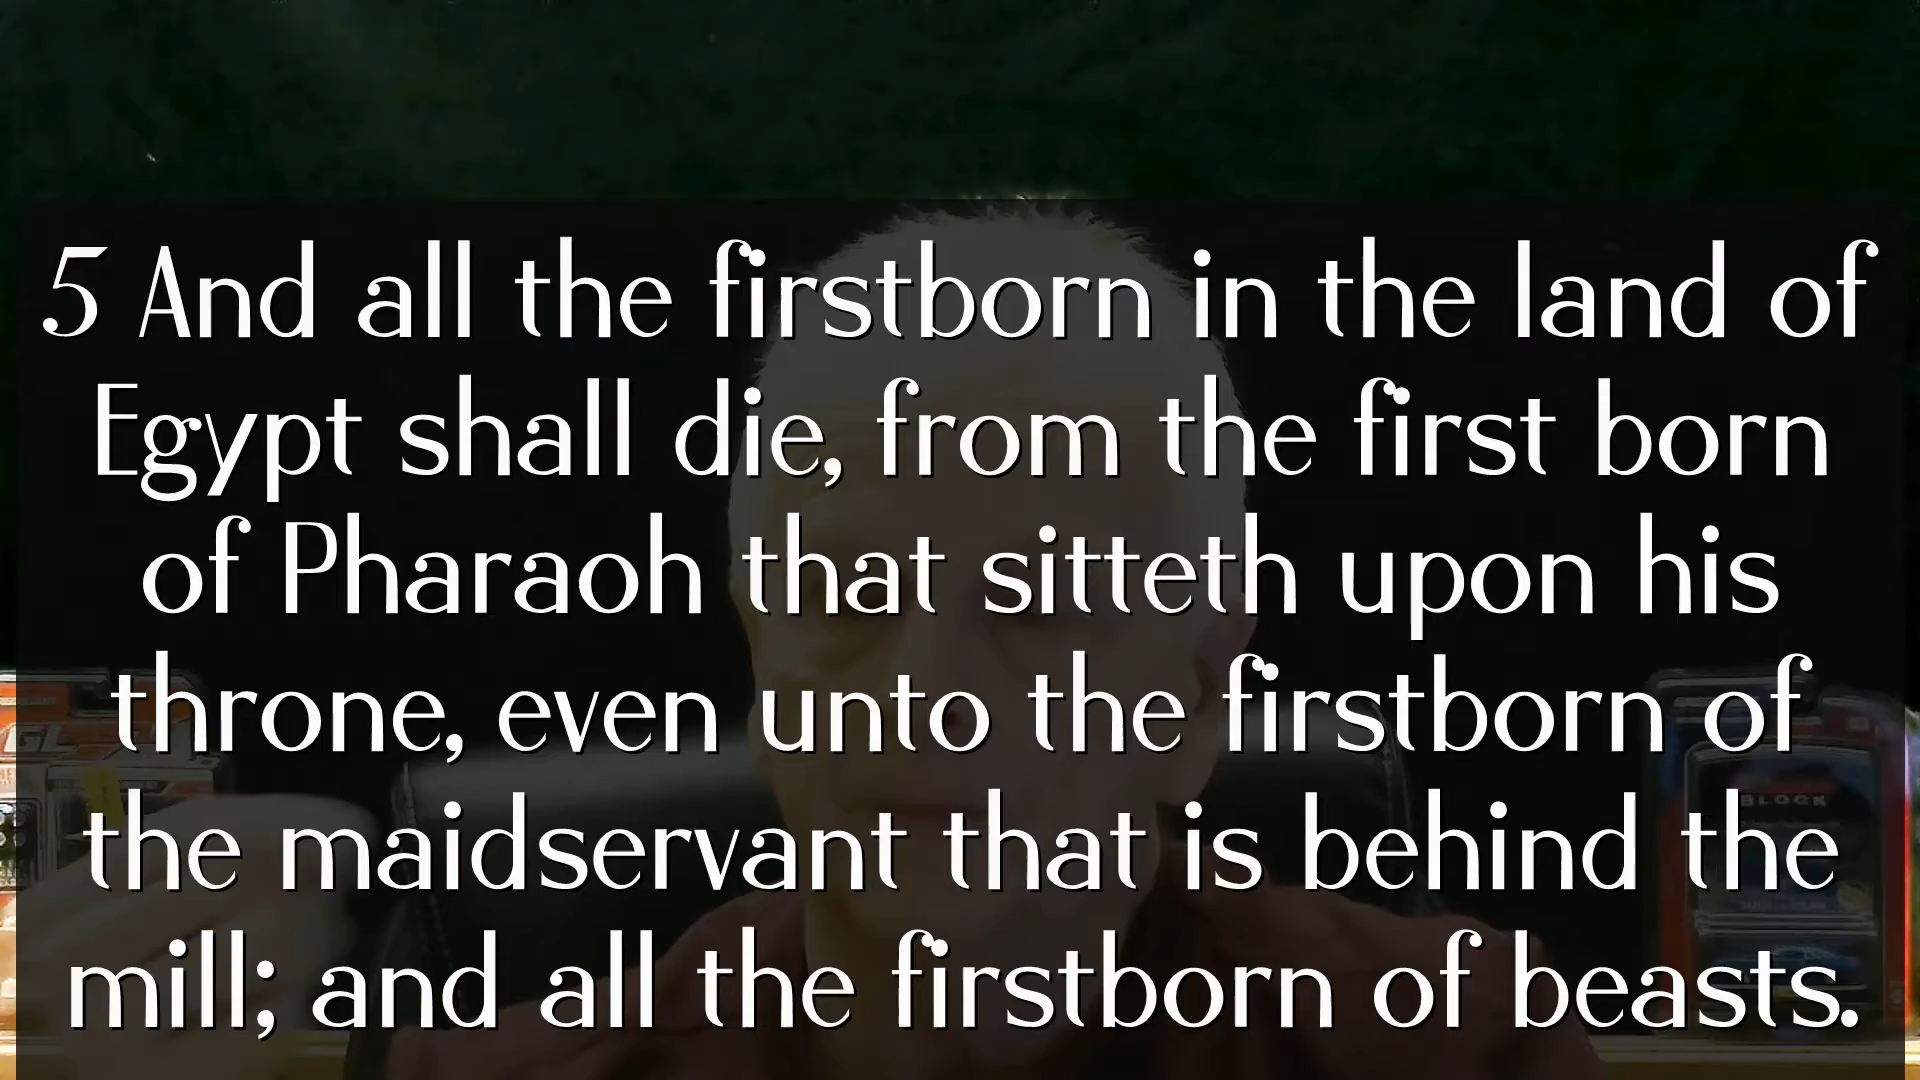 5 And all the firstborn in the land of
Egypt shall die, from the first born
of Pharaoh that sitteth upon his
throne, even unto the firstborn of
the maidservant that is behind the
mill; and all the firstborn of beasts.
GL
BLOCK